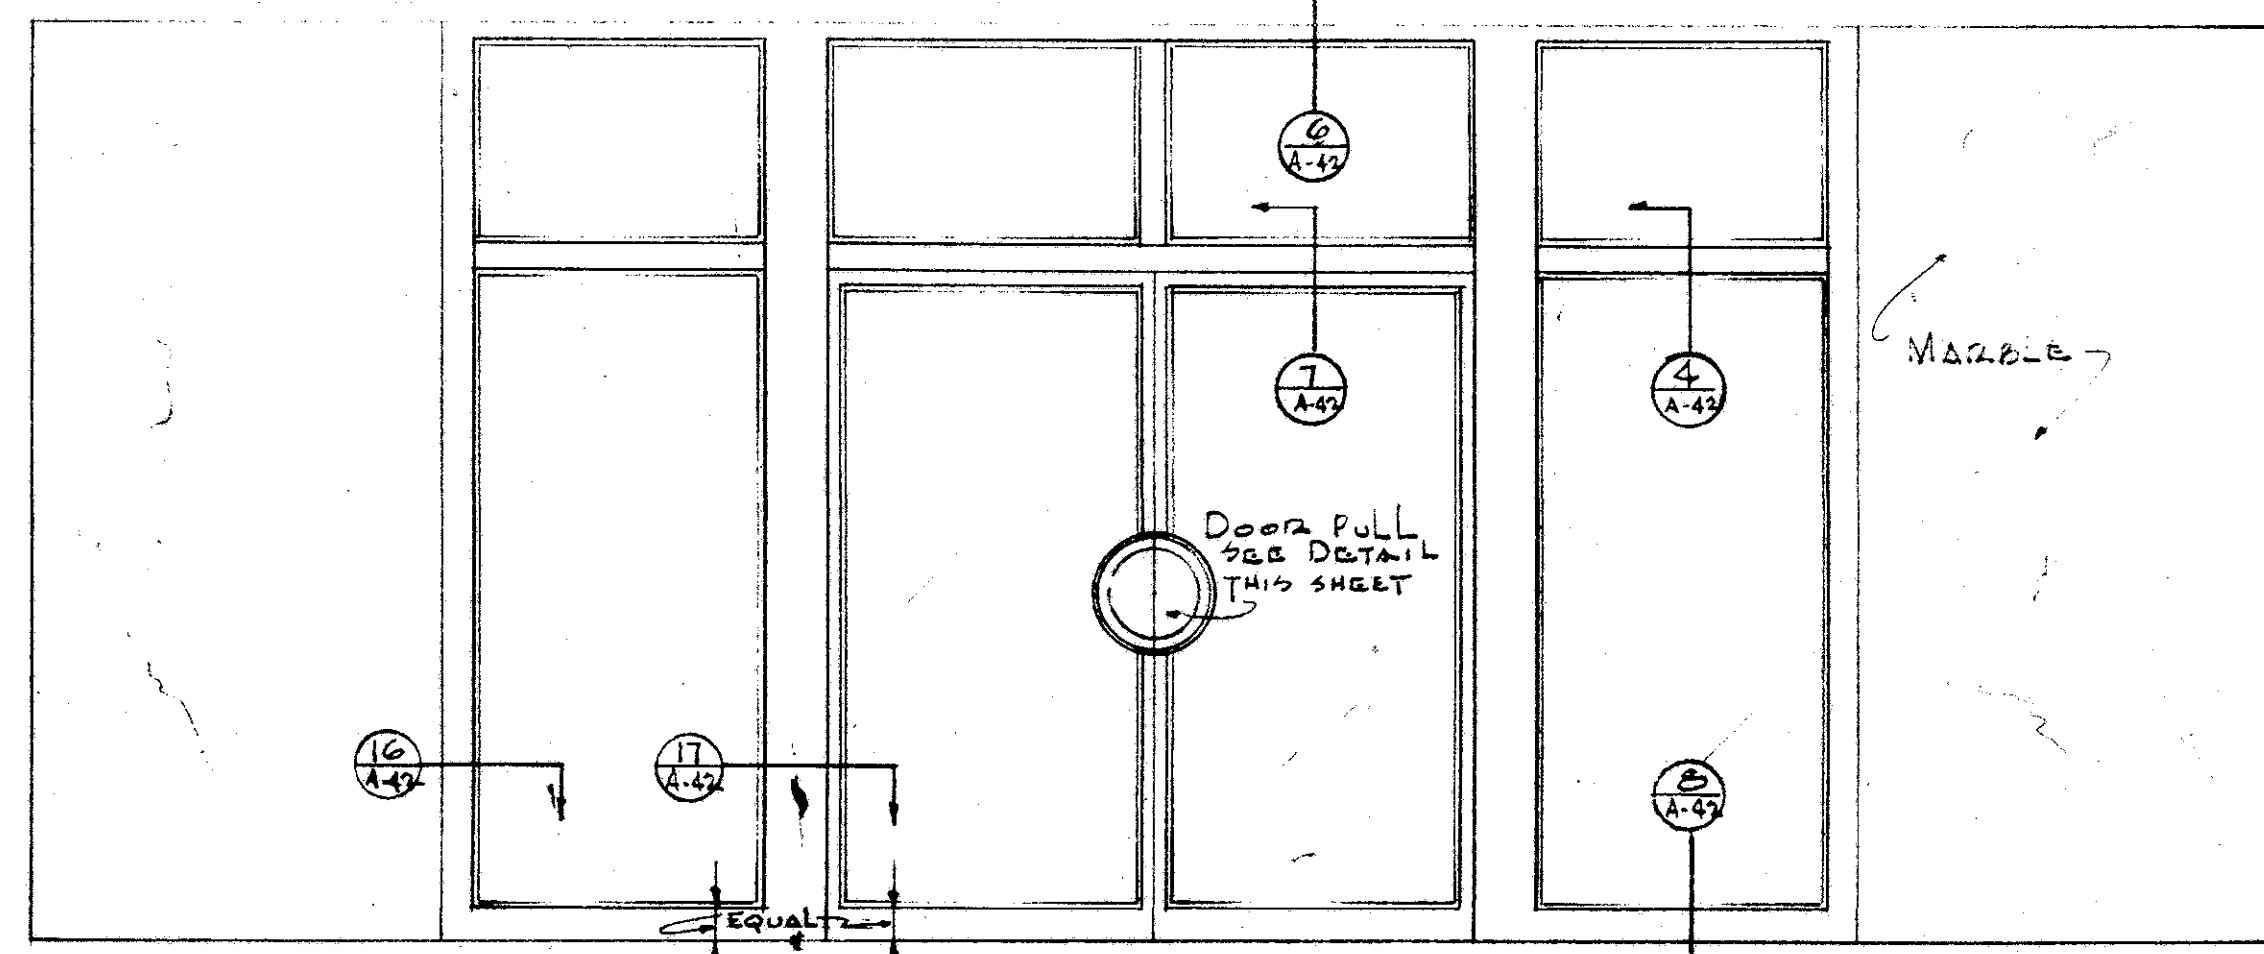 6
A-42
7
A-42
4
A-42
MARBLE
DOOR PULL
SEE DETAIL
THIS SHEET
16
A-42
17
A-42
8
A-42
EQUAL